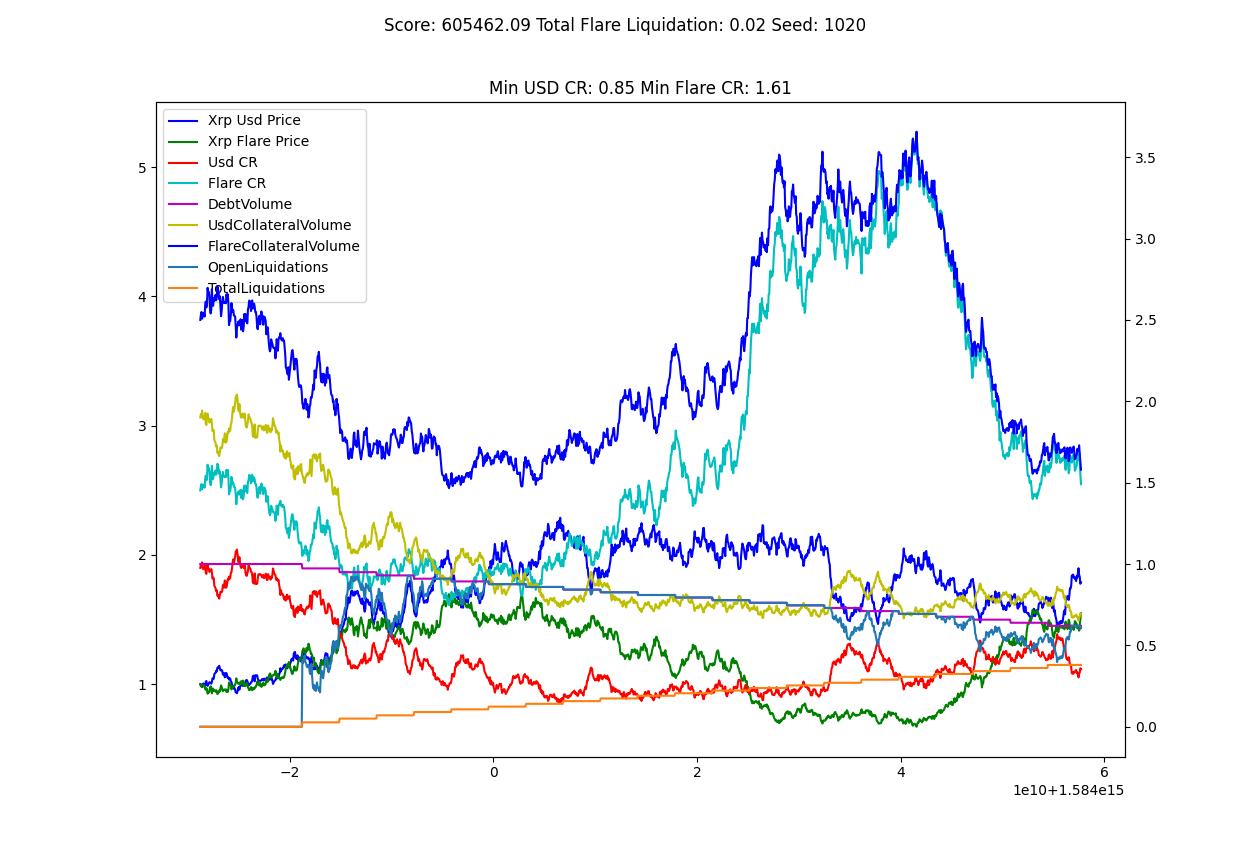 Score: 605462.09 Total Flare Liquidation: 0.02 Seed: 1020
Min USD CR: 0.85 Min Flare CR: 1.61
Xrp Usd Price
Xrp Flare Price
Usd CR
Flare CR
DebtVolume
UsdCollateralVolume
FlareCollateralVolume
OpenLiquidations
TotalLiquidations
5
4
3
2
1
3.5
3.0
2.5
2.0
1.5
1.0
0.5
0.0
−2 0 2 4 6
1e10+1.584e15